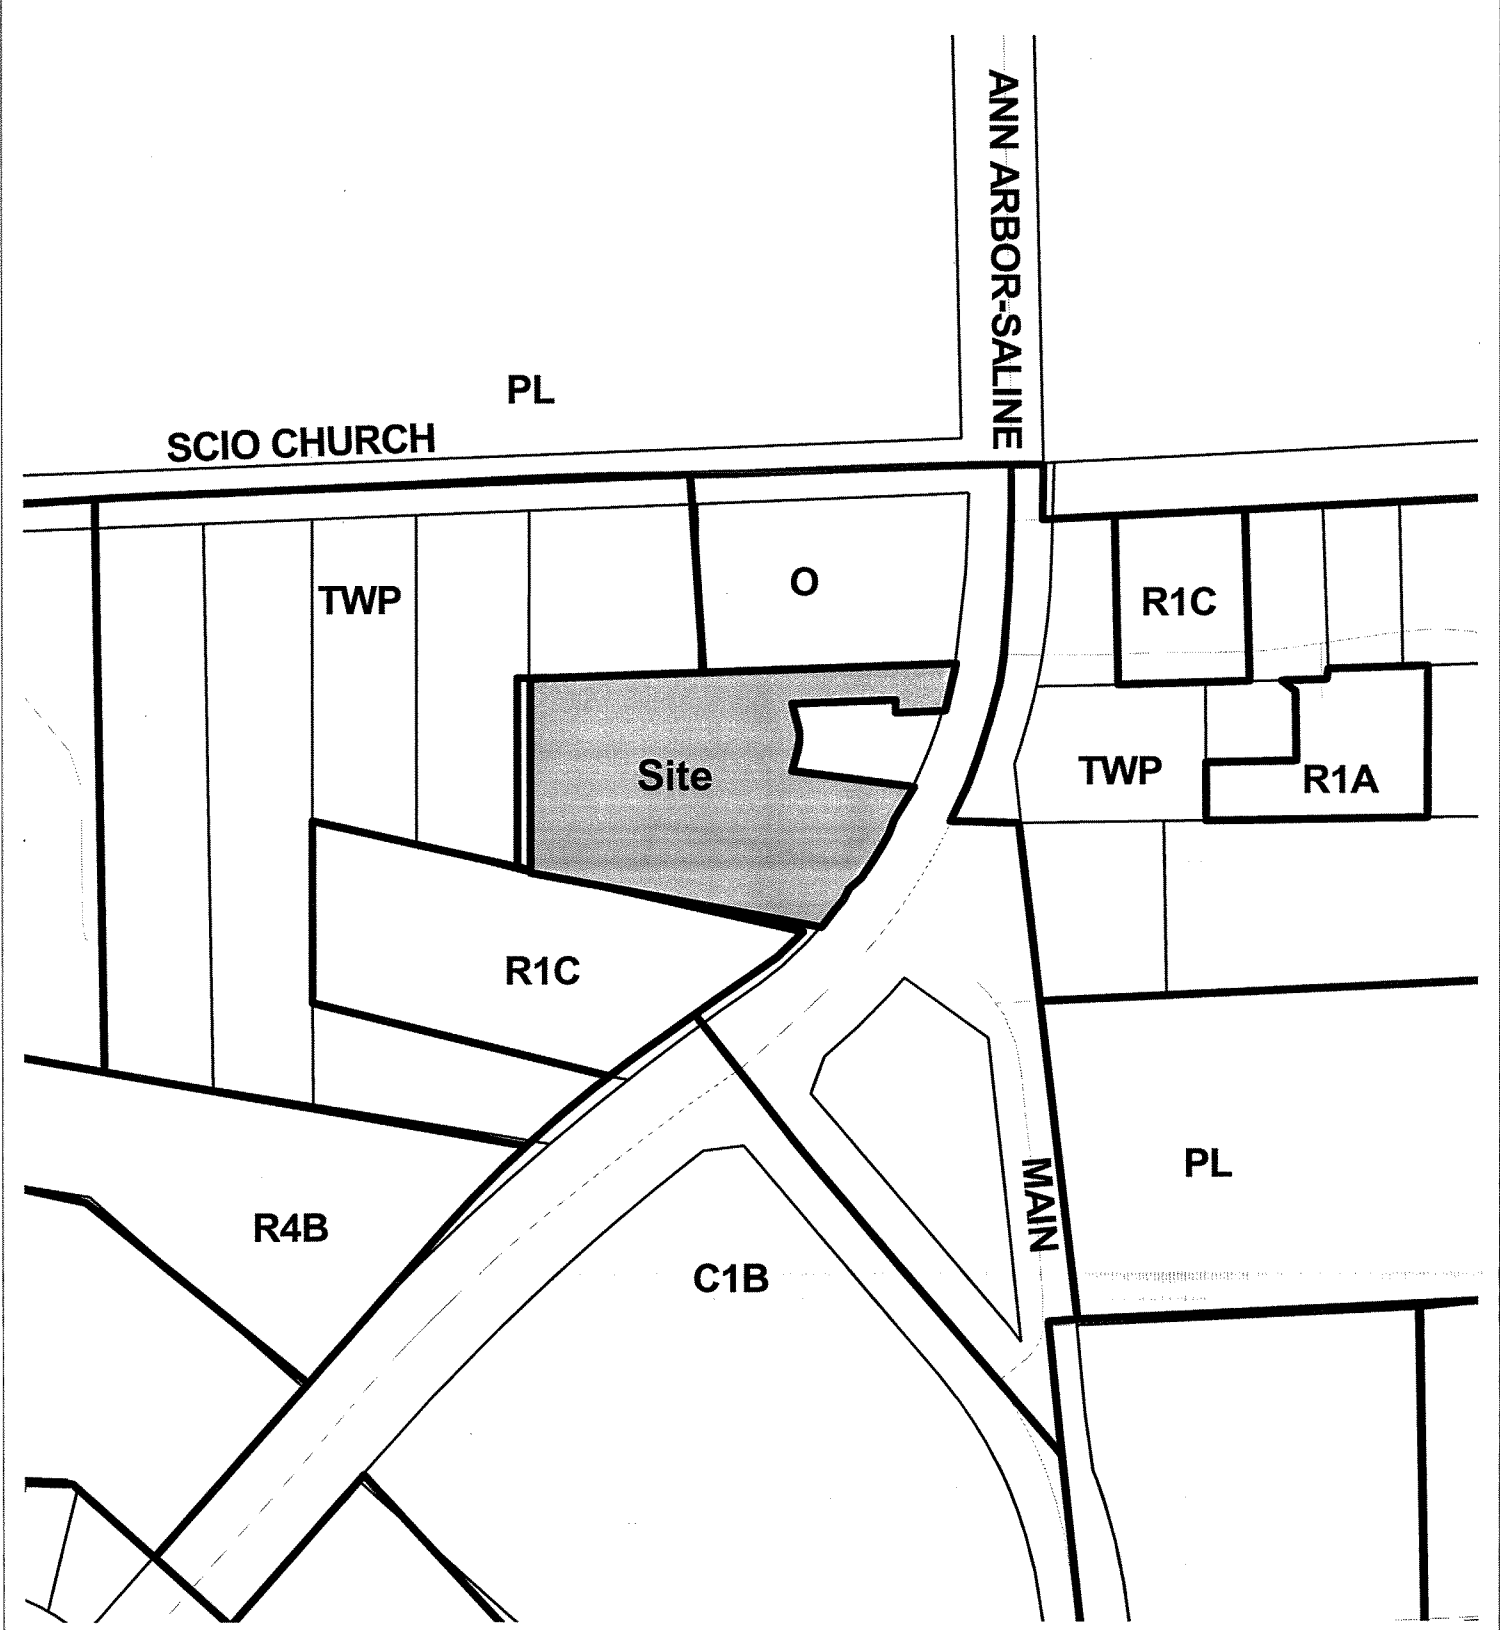 ANN ARBOR-SALINE
PL
SCIO CHURCH
TWP
O
R1C
Site
TWP
R1A
R1C
PL
MAIN
R4B
C1B